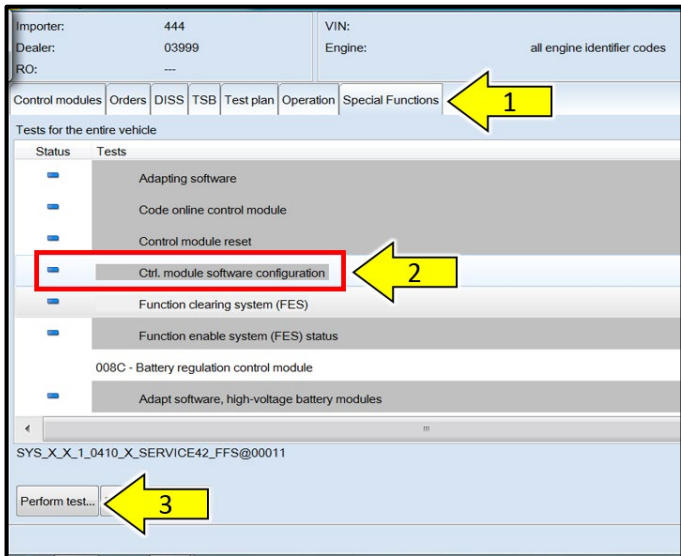 Importer: 444 VIN:
Dealer: 03999 Engine: all engine identifier codes
RO: ---
Control modules Orders DISS TSB Test plan Operation Special Functions 1
Tests for the entire vehicle
Status Tests
Adapting software
Code online control module
Control module reset
Ctrl. module software configuration 2
Function clearing system (FES)
Function enable system (FES) status
008C - Battery regulation control module
Adapt software, high-voltage battery modules
SYS_X_X_1_0410_X_SERVICE42_FFS@00011
Perform test... 3